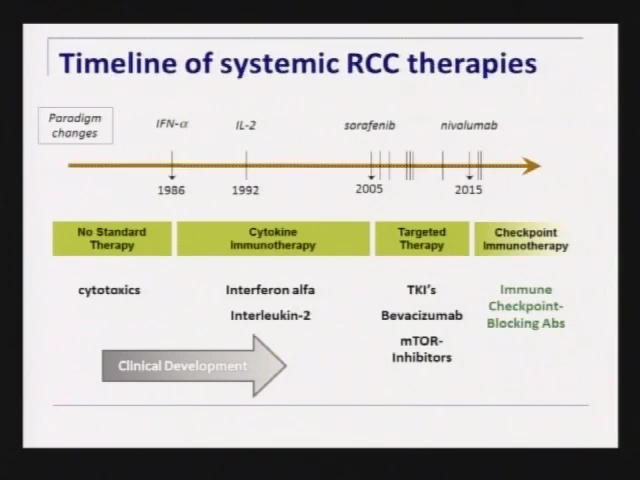 Timeline of systemic RCC therapies
Paradigm
changes
IFN-α
IL-2
sorafenib
nivolumab
1986
1992
2005
2015
No Standard
Therapy
Cytokine
Immunotherapy
Targeted
Therapy
Checkpoint
Immunotherapy
cytotoxics
Interferon alfa
Interleukin-2
TKI's
Bevacizumab
mTOR-
Inhibitors
Immune
Checkpoint-
Blocking Abs
Clinical Development